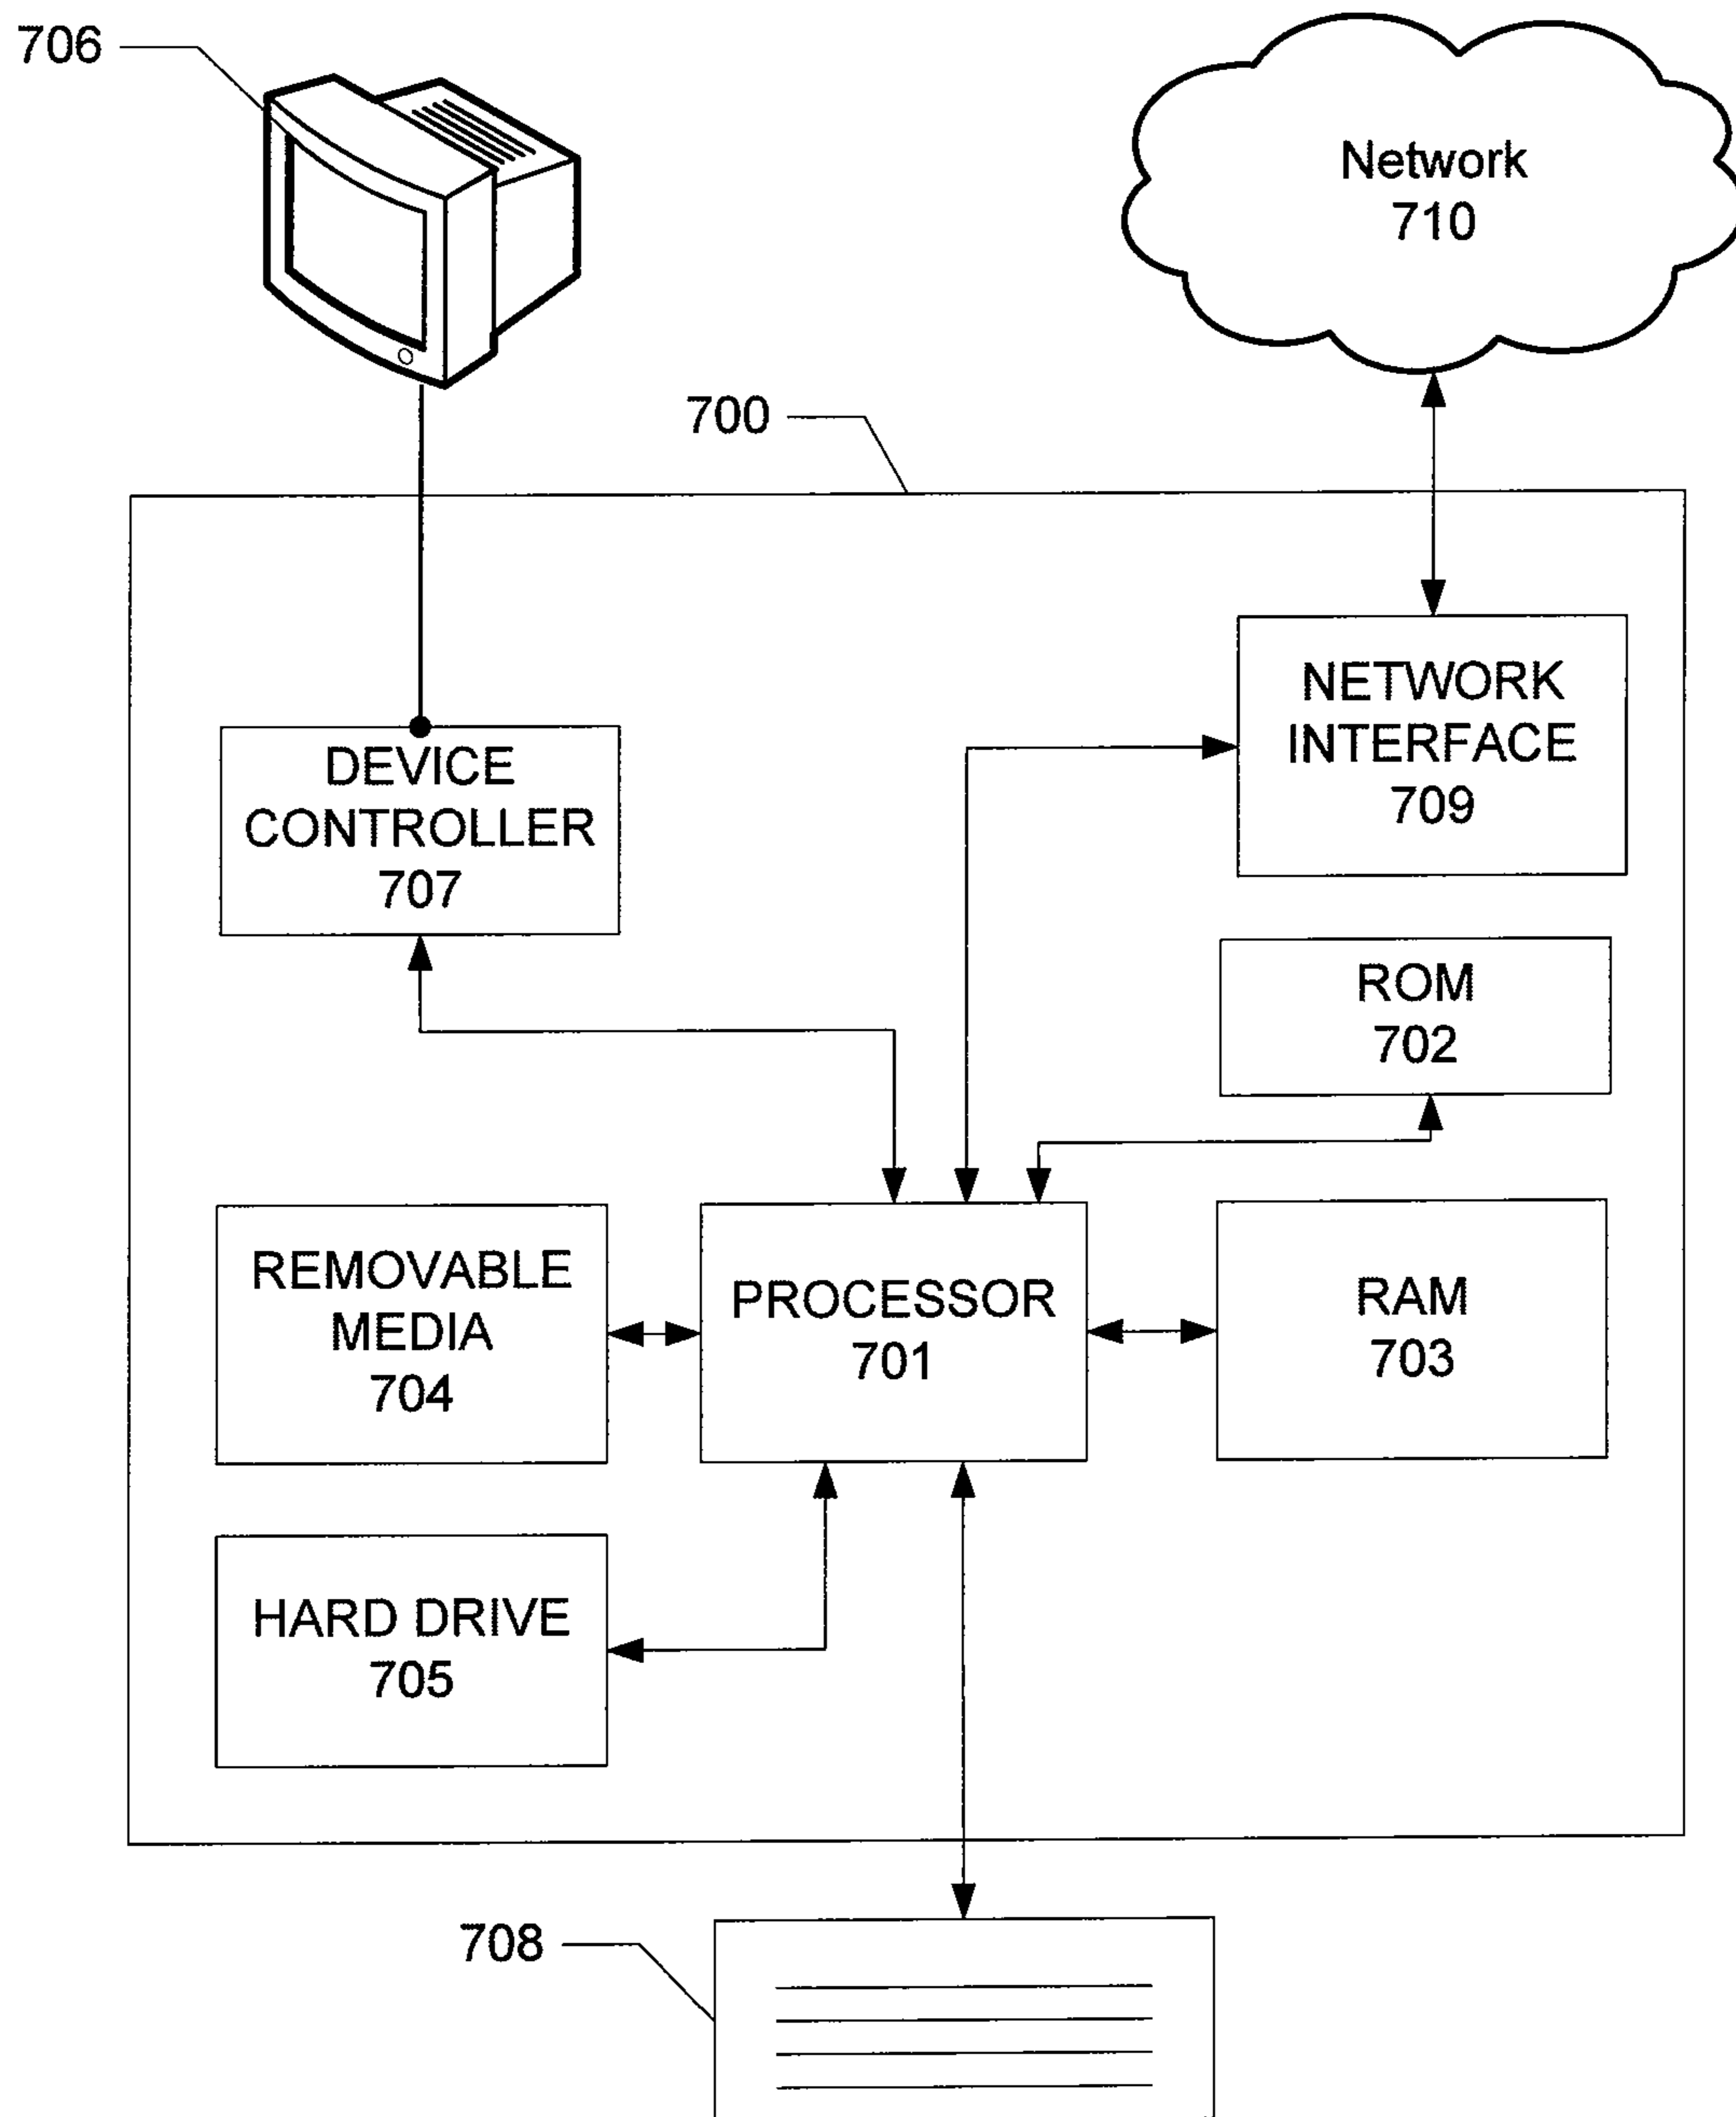 706
Network
710
700
NETWORK
INTERFACE
709
DEVICE
CONTROLLER
707
ROM
702
REMOVABLE
MEDIA
704
PROCESSOR
701
RAM
703
HARD DRIVE
705
708